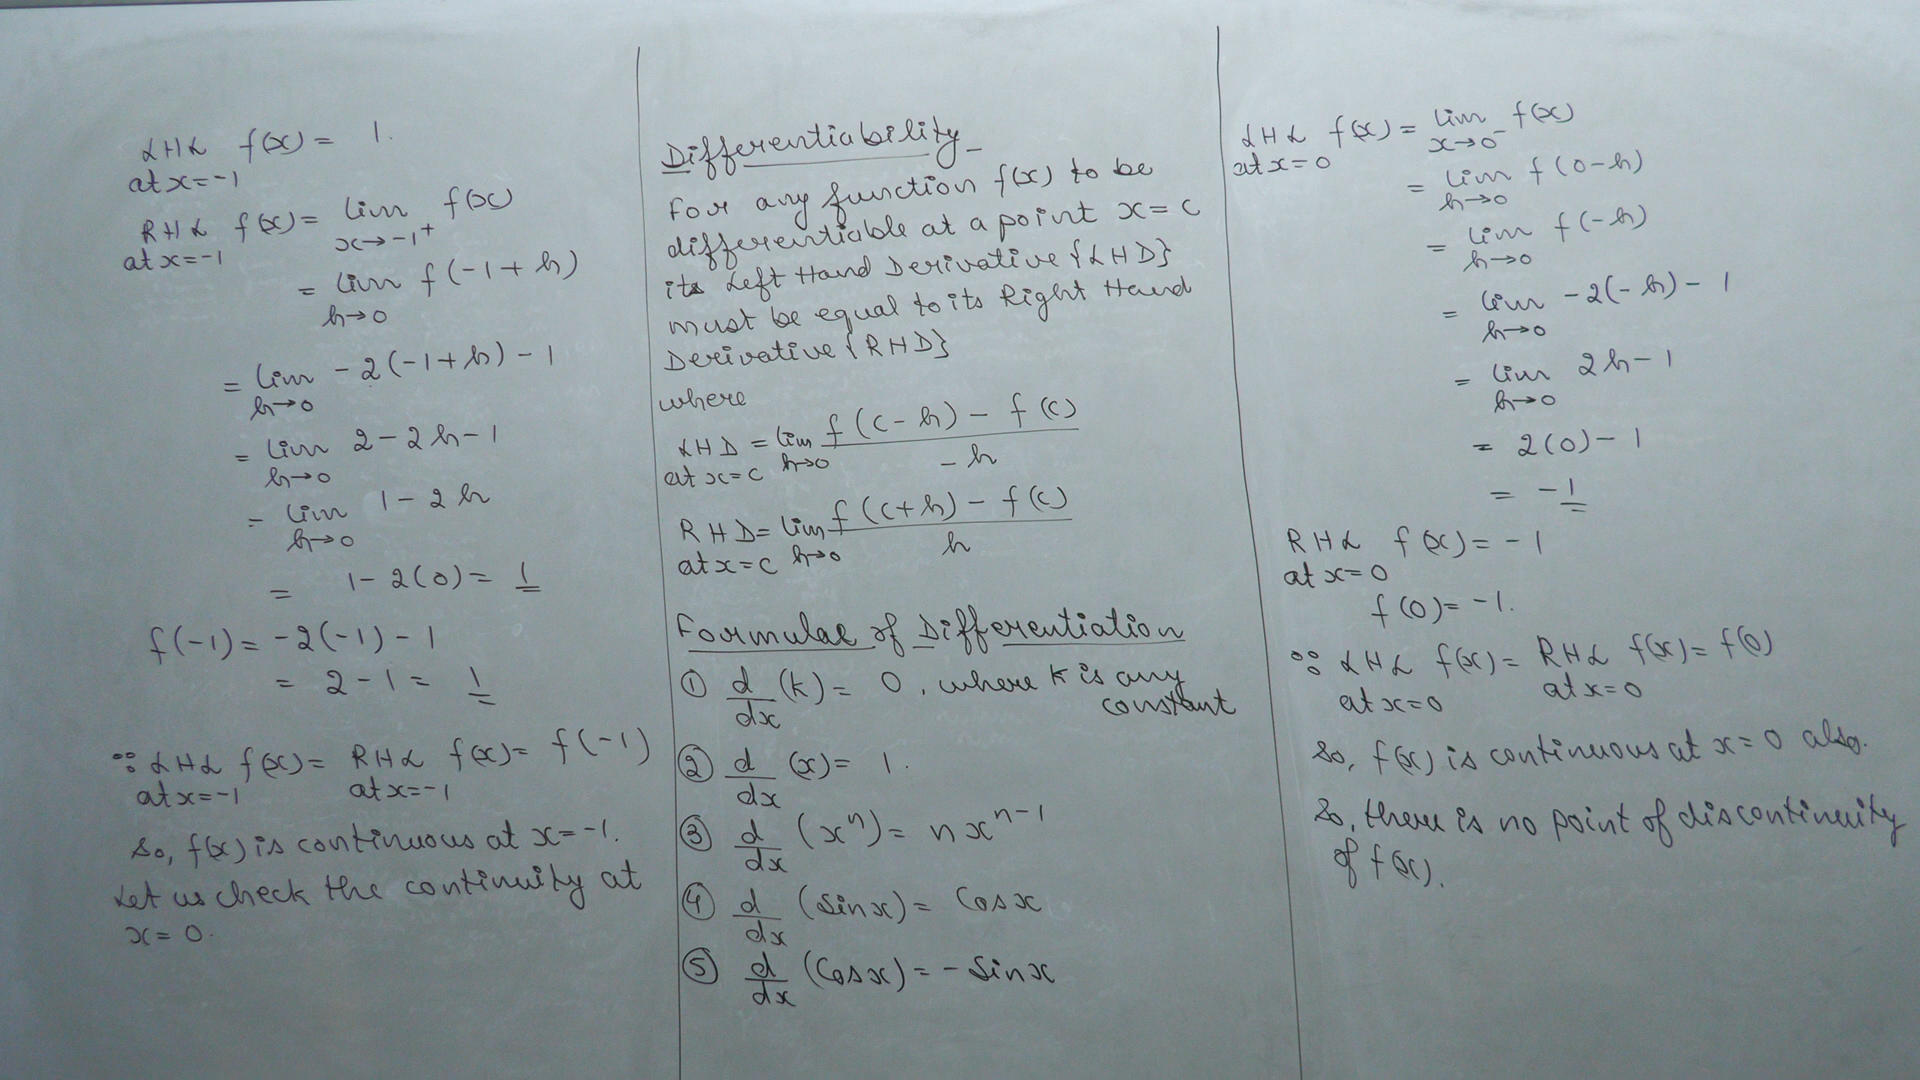 LHL f(x) = 1.
at x=-1
RHL f(x) = lim f(x)
at x=-1 x→-1⁺
= lim f(-1+h)
h→0
= lim -2(-1+h)-1
h→0
= lim 2-2h-1
h→0
= lim 1-2h
h→0
= 1-2(0) = 1
f(-1) = -2(-1)-1
= 2-1 = 1
∵ LHL f(x) = RHL f(x) = f(-1)
at x=-1 at x=-1
So, f(x) is continuous at x=-1.
Let us check the continuity at
x=0.
Differentiability-
For any function f(x) to be
differentiable at a point x=c
its Left Hand Derivative {LHD}
must be equal to its Right Hand
Derivative {RHD}
where
LHD = lim f(c-h) - f(c)
at x=c h→0 -h
RHD = lim f(c+h) - f(c)
at x=c h→0 h
Formulae of Differentiation
① d (k) = 0, where k is any
dx constant
② d (x) = 1.
dx
③ d (xⁿ) = nxⁿ⁻¹
dx
④ d (Sinx) = Cosx
dx
⑤ d (Cosx) = -Sinx
dx
LHL f(x) = lim f(x)
at x=0 x→0⁻
= lim f(0-h)
h→0
= lim f(-h)
h→0
= lim -2(-h)-1
h→0
= lim 2h-1
h→0
= 2(0)-1
= -1
RHL f(x) = -1
at x=0
f(0) = -1.
∵ LHL f(x) = RHL f(x) = f(0)
at x=0 at x=0
So, f(x) is continuous at x=0 also.
So, there is no point of discontinuity
of f(x).